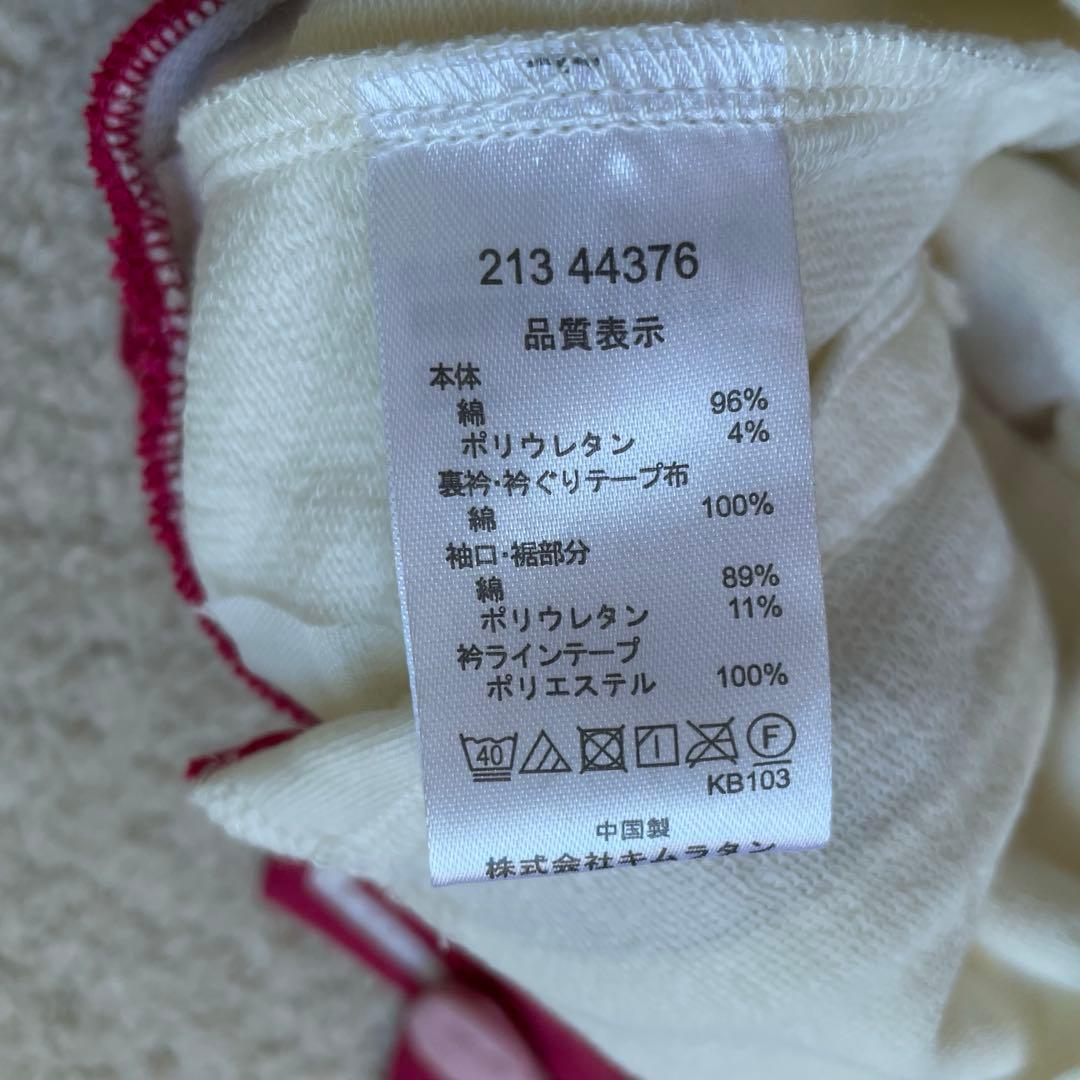 213 44376
品質表示
本体
綿 96%
ポリウレタン 4%
裏衿・衿ぐりテープ布
綿 100%
袖口・裾部分
綿 89%
ポリウレタン 11%
衿ラインテープ
ポリエステル 100%
40 F
KB103
中国製
株式会社キムラタン